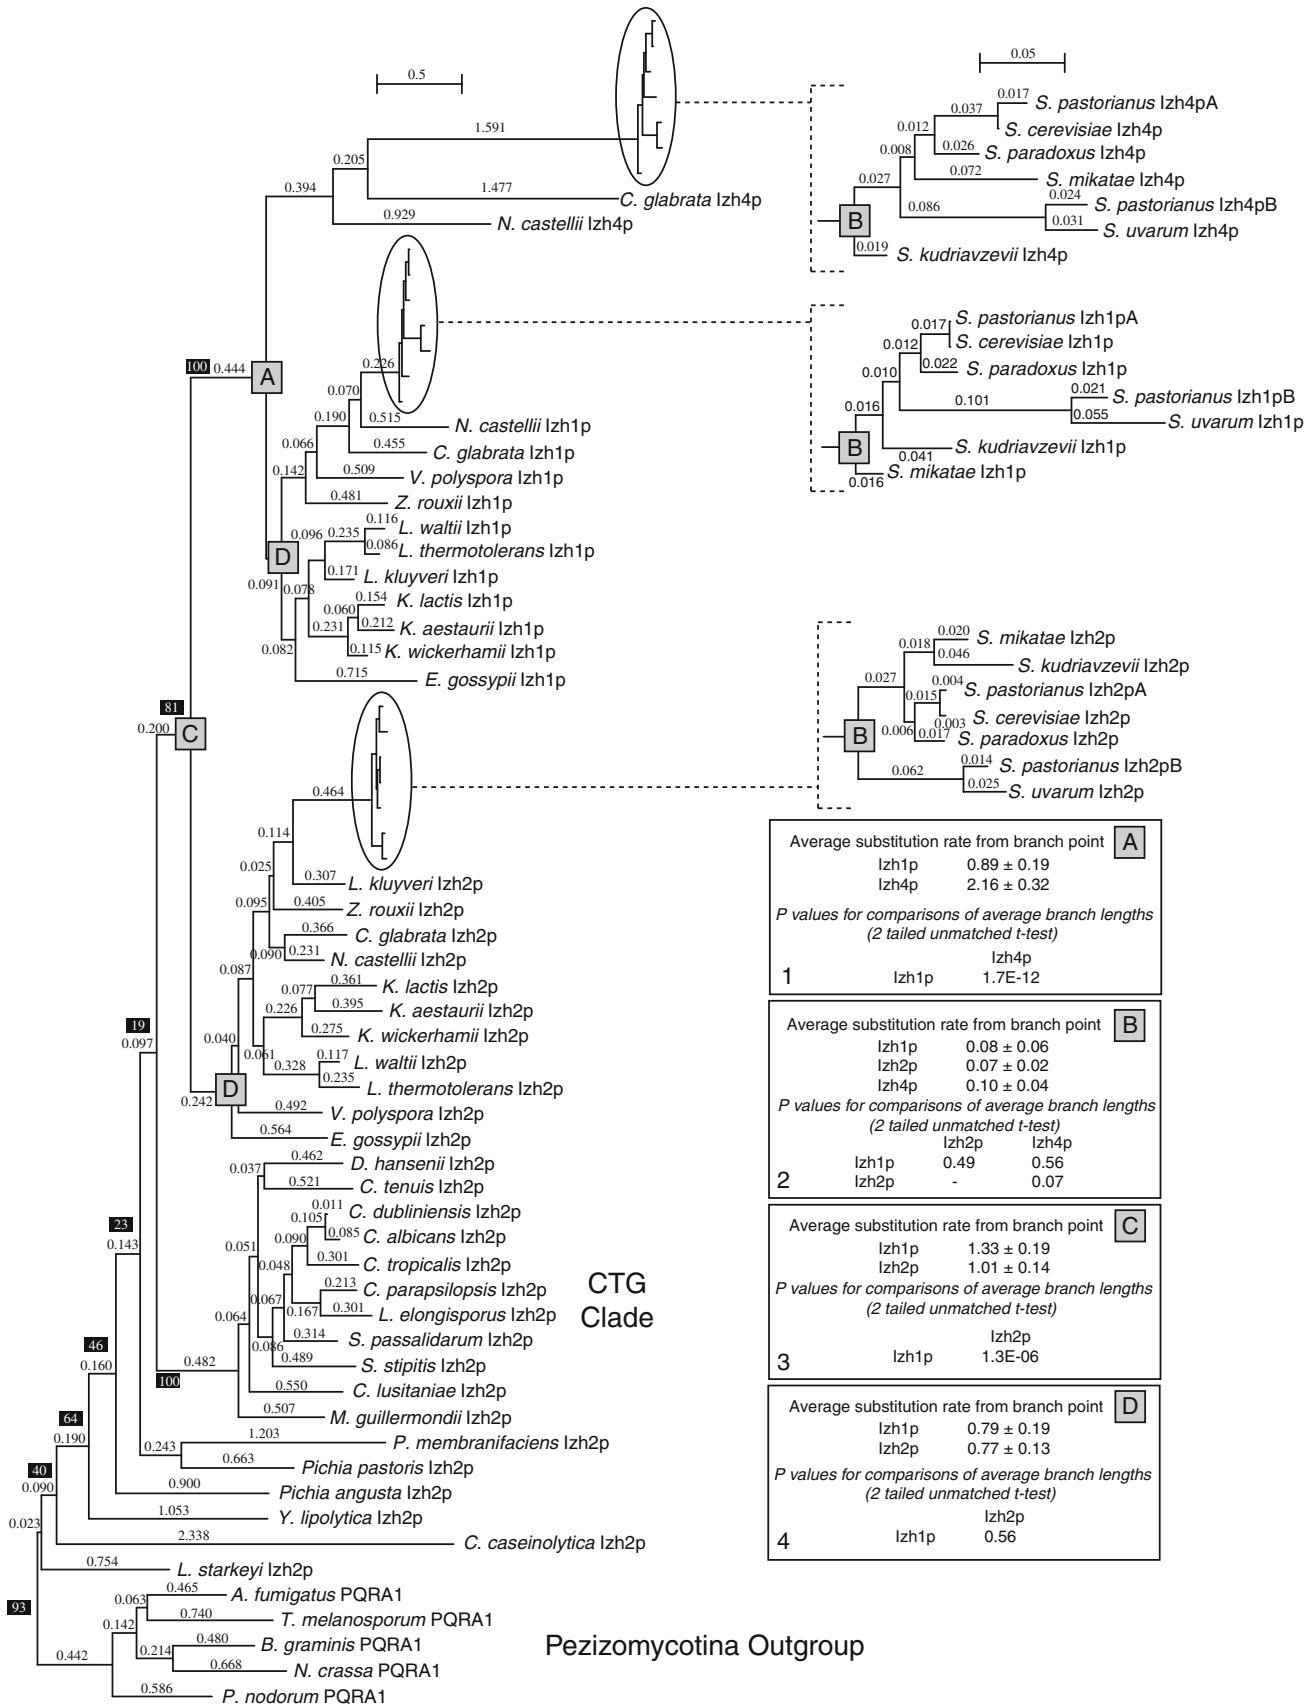 0.5
0.05
1.591
0.205
0.394
1.477
C. glabrata Izh4p
0.929
N. castellii Izh4p
0.017
S. pastorianus Izh4pA
0.037
S. cerevisiae Izh4p
0.012
0.026
S. paradoxus Izh4p
0.008
0.072
S. mikatae Izh4p
0.027
0.024
S. pastorianus Izh4pB
0.086
0.031
S. uvarum Izh4p
B
0.019
S. kudriavzevii Izh4p
100
0.444
A
0.226
0.070
0.515
N. castellii Izh1p
0.190
0.455
C. glabrata Izh1p
0.066
0.509
V. polyspora Izh1p
0.142
0.481
Z. rouxii Izh1p
0.116
L. waltii Izh1p
0.096
0.235
0.086
L. thermotolerans Izh1p
D
0.171
L. kluyveri Izh1p
0.091
0.078
0.154
K. lactis Izh1p
0.060
0.212
K. aestaurii Izh1p
0.231
0.115
K. wickerhamii Izh1p
0.082
0.715
E. gossypii Izh1p
0.017
S. pastorianus Izh1pA
S. cerevisiae Izh1p
0.012
0.022
S. paradoxus Izh1p
0.010
0.021
S. pastorianus Izh1pB
0.101
0.055
S. uvarum Izh1p
0.016
B
0.041
S. kudriavzevii Izh1p
0.016
S. mikatae Izh1p
81
0.200
C
0.464
0.114
0.307
L. kluyveri Izh2p
0.025
0.405
Z. rouxii Izh2p
0.095
0.366
C. glabrata Izh2p
0.090
0.231
N. castellii Izh2p
0.087
0.361
K. lactis Izh2p
0.077
0.395
K. aestaurii Izh2p
0.226
0.275
K. wickerhamii Izh2p
0.040
0.061
0.117
L. waltii Izh2p
0.328
0.235
L. thermotolerans Izh2p
D
0.242
0.492
V. polyspora Izh2p
0.564
E. gossypii Izh2p
0.020
S. mikatae Izh2p
0.018
0.046
S. kudriavzevii Izh2p
0.027
0.004
S. pastorianus Izh2pA
0.015
0.003
S. cerevisiae Izh2p
0.006
0.017
S. paradoxus Izh2p
B
0.014
S. pastorianus Izh2pB
0.062
0.025
S. uvarum Izh2p
19
0.097
0.462
D. hansenii Izh2p
0.037
0.521
C. tenuis Izh2p
0.011
C. dubliniensis Izh2p
0.105
0.085
C. albicans Izh2p
0.090
0.301
C. tropicalis Izh2p
0.051
0.048
0.213
C. parapsilopsis Izh2p
0.167
0.301
L. elongisporus Izh2p
0.067
0.314
S. passalidarum Izh2p
0.064
0.086
0.489
S. stipitis Izh2p
0.550
C. lusitaniae Izh2p
0.482
100
0.507
M. guillermondii Izh2p
CTG
Clade
23
0.143
1.203
P. membranifaciens Izh2p
0.243
0.663
Pichia pastoris Izh2p
46
0.160
0.900
Pichia angusta Izh2p
64
0.190
1.053
Y. lipolytica Izh2p
40
0.090
2.338
C. caseinolytica Izh2p
0.023
0.754
L. starkeyi Izh2p
93
0.465
A. fumigatus PQRA1
0.063
0.740
T. melanosporum PQRA1
0.142
0.480
B. graminis PQRA1
0.214
0.668
N. crassa PQRA1
0.442
0.586
P. nodorum PQRA1
Pezizomycotina Outgroup
Average substitution rate from branch point A
Izh1p 0.89 ± 0.19
Izh4p 2.16 ± 0.32
P values for comparisons of average branch lengths
(2 tailed unmatched t-test)
Izh4p
Izh1p 1.7E-12
1
Average substitution rate from branch point B
Izh1p 0.08 ± 0.06
Izh2p 0.07 ± 0.02
Izh4p 0.10 ± 0.04
P values for comparisons of average branch lengths
(2 tailed unmatched t-test)
Izh2p Izh4p
Izh1p 0.49 0.56
Izh2p - 0.07
2
Average substitution rate from branch point C
Izh1p 1.33 ± 0.19
Izh2p 1.01 ± 0.14
P values for comparisons of average branch lengths
(2 tailed unmatched t-test)
Izh2p
Izh1p 1.3E-06
3
Average substitution rate from branch point D
Izh1p 0.79 ± 0.19
Izh2p 0.77 ± 0.13
P values for comparisons of average branch lengths
(2 tailed unmatched t-test)
Izh2p
Izh1p 0.56
4